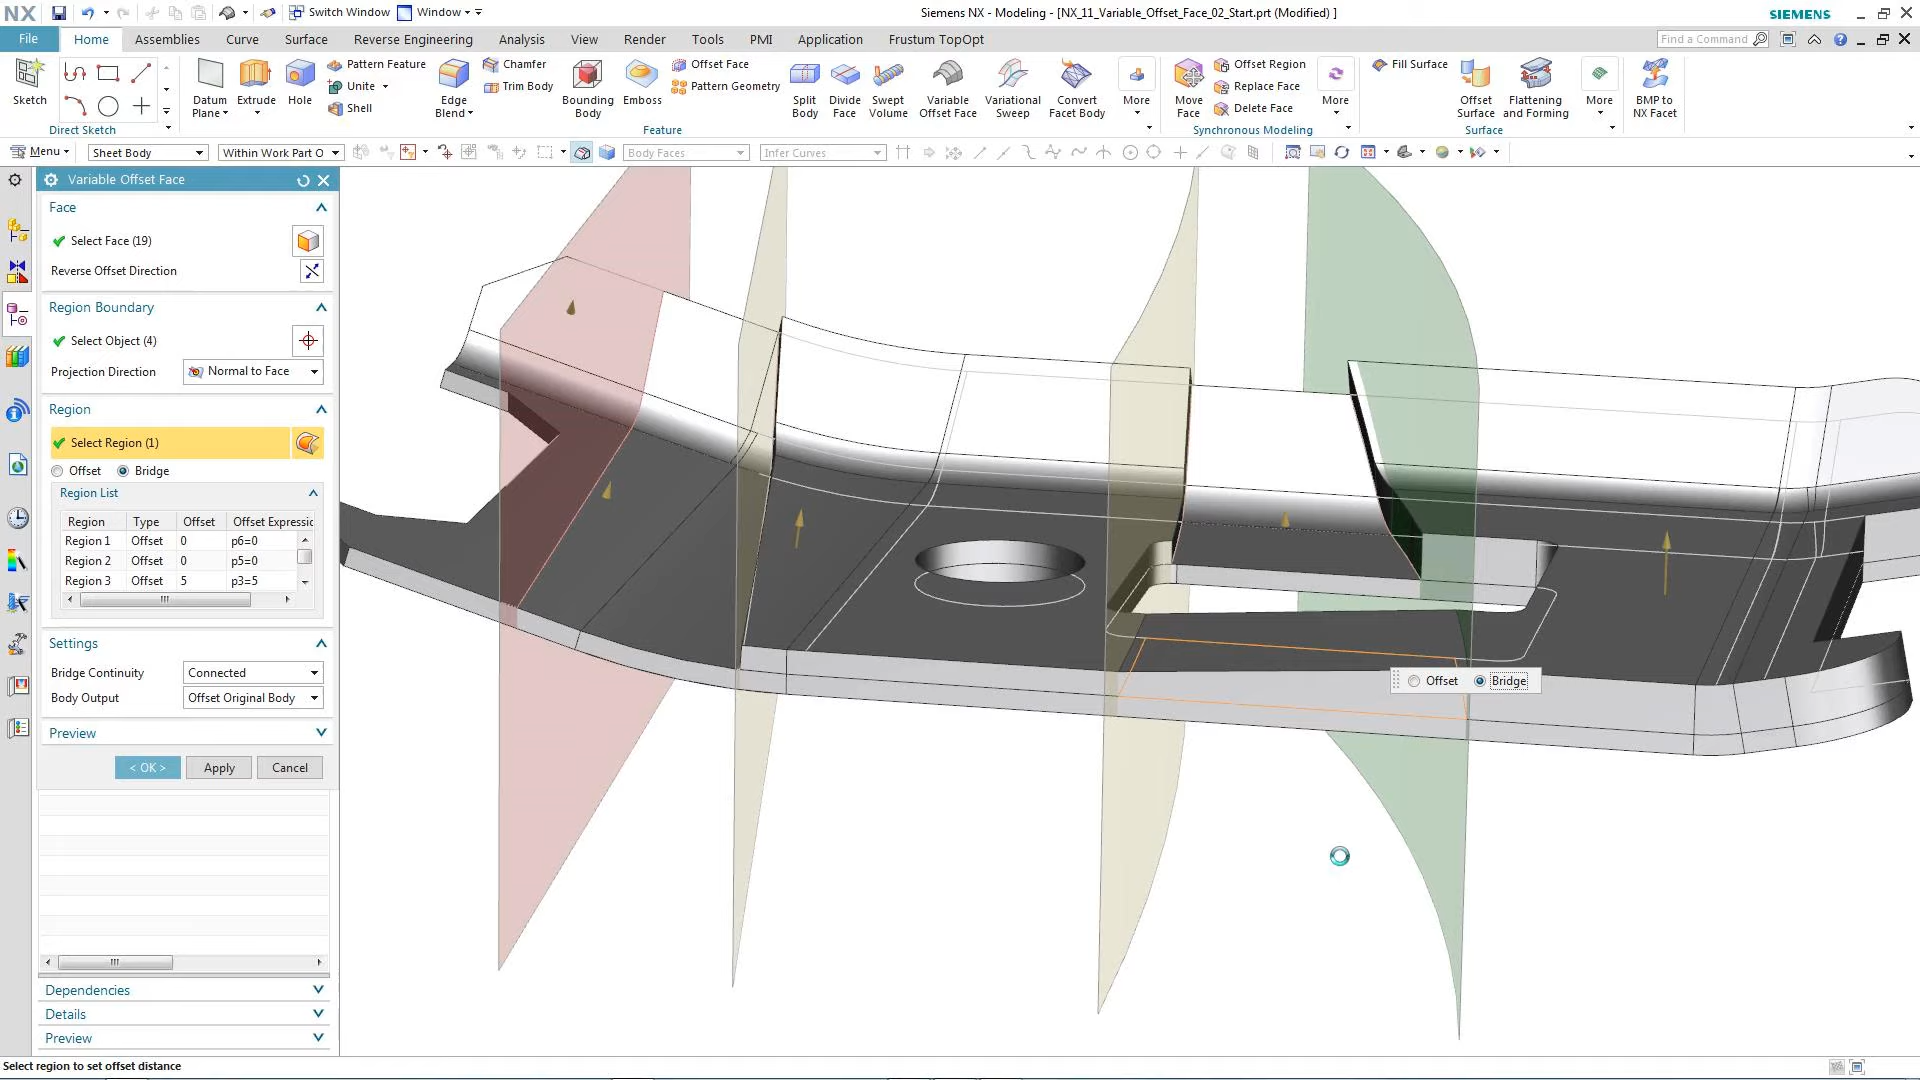 NX
Switch Window
Window
Siemens NX - Modeling - [NX_11_Variable_Offset_Face_02_Start.prt (Modified) ]
SIEMENS
File
Home
Assemblies
Curve
Surface
Reverse Engineering
Analysis
View
Render
Tools
PMI
Application
Frustum TopOpt
Find a Command
Sketch
Direct Sketch
Datum Plane
Extrude
Hole
Pattern Feature
Unite
Shell
Edge Blend
Chamfer
Trim Body
Bounding Body
Emboss
Offset Face
Pattern Geometry
Split Body
Divide Face
Swept Volume
Variable Offset Face
Variational Sweep
Convert Facet Body
More
Feature
Move Face
Offset Region
Replace Face
Delete Face
More
Synchronous Modeling
Fill Surface
Offset Surface
Flattening and Forming
More
Surface
BMP to NX Facet
Menu
Sheet Body
Within Work Part O
Body Faces
Infer Curves
Variable Offset Face
Face
Select Face (19)
Reverse Offset Direction
Region Boundary
Select Object (4)
Projection Direction
Normal to Face
Region
Select Region (1)
Offset
Bridge
Region List
Region Type Offset Offset Expressic
Region 1 Offset 0 p6=0
Region 2 Offset 0 p5=0
Region 3 Offset 5 p3=5
Settings
Bridge Continuity
Connected
Body Output
Offset Original Body
Preview
< OK >
Apply
Cancel
Offset
Bridge
Dependencies
Details
Preview
Select region to set offset distance